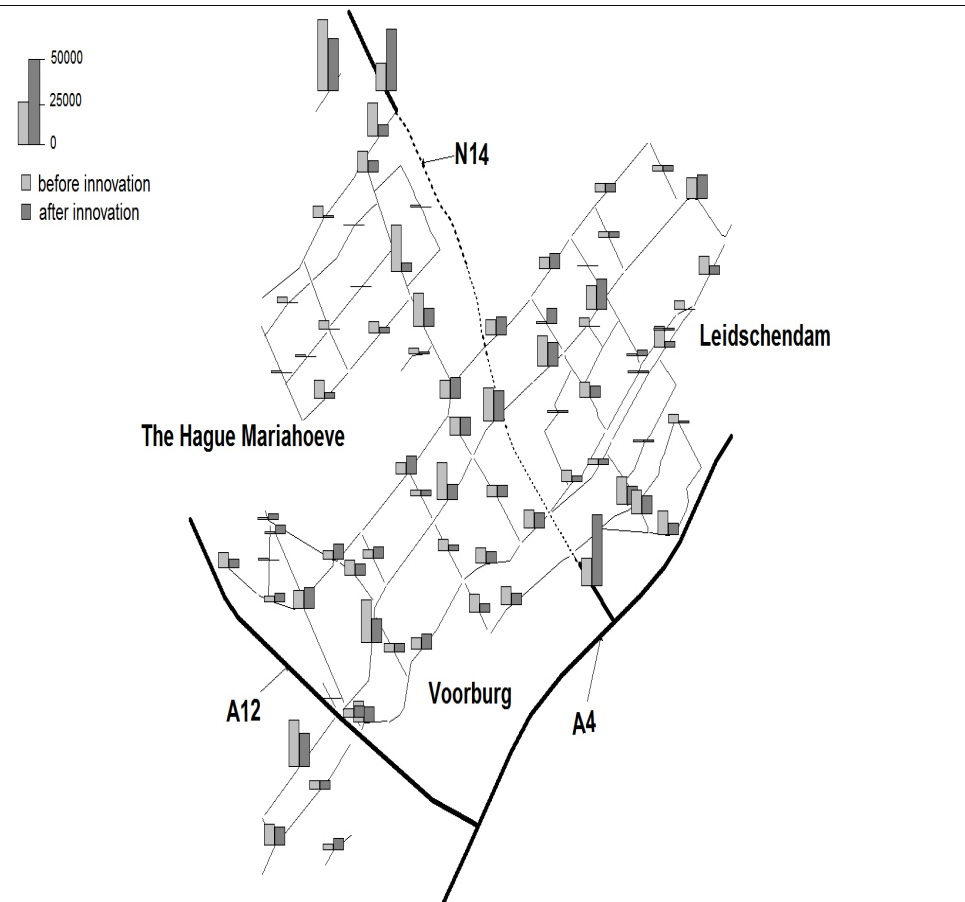 50000
25000
0
before innovation
after innovation
N14
Leidschendam
The Hague Mariahoeve
Voorburg
A12
A4